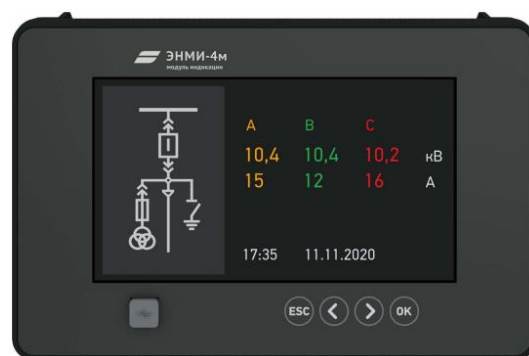 ЭНМИ-4м
модуль индикации
A B C
10,4 10,4 10,2 кВ
15 12 16 А
17:35 11.11.2020
ESC OK